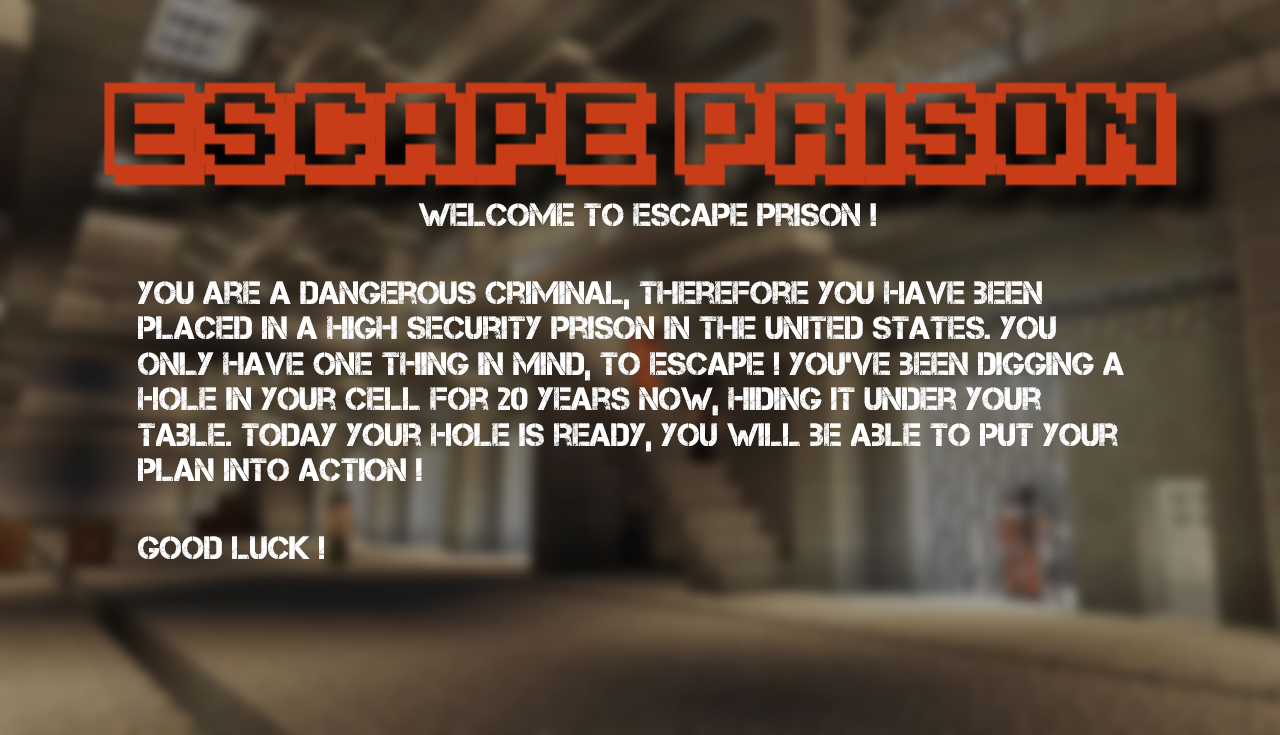 ESCAPE PRISON
WELCOME TO ESCAPE PRISON !
YOU ARE A DANGEROUS CRIMINAL, THEREFORE YOU HAVE BEEN
PLACED IN A HIGH SECURITY PRISON IN THE UNITED STATES. YOU
ONLY HAVE ONE THING IN MIND, TO ESCAPE ! YOU'VE BEEN DIGGING A
HOLE IN YOUR CELL FOR 20 YEARS NOW, HIDING IT UNDER YOUR
TABLE. TODAY YOUR HOLE IS READY, YOU WILL BE ABLE TO PUT YOUR
PLAN INTO ACTION !
GOOD LUCK !